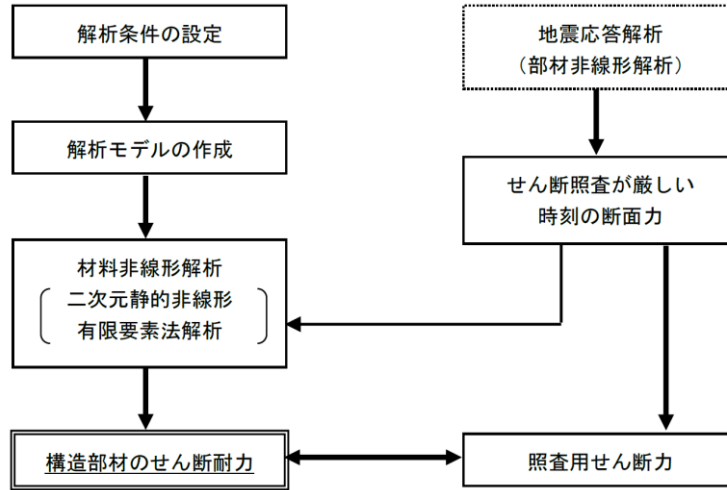 解析条件の設定
解析モデルの作成
材料非線形解析
二次元静的非線形
有限要素法解析
構造部材のせん断耐力
地震応答解析
（部材非線形解析）
せん断照査が厳しい
時刻の断面力
照査用せん断力